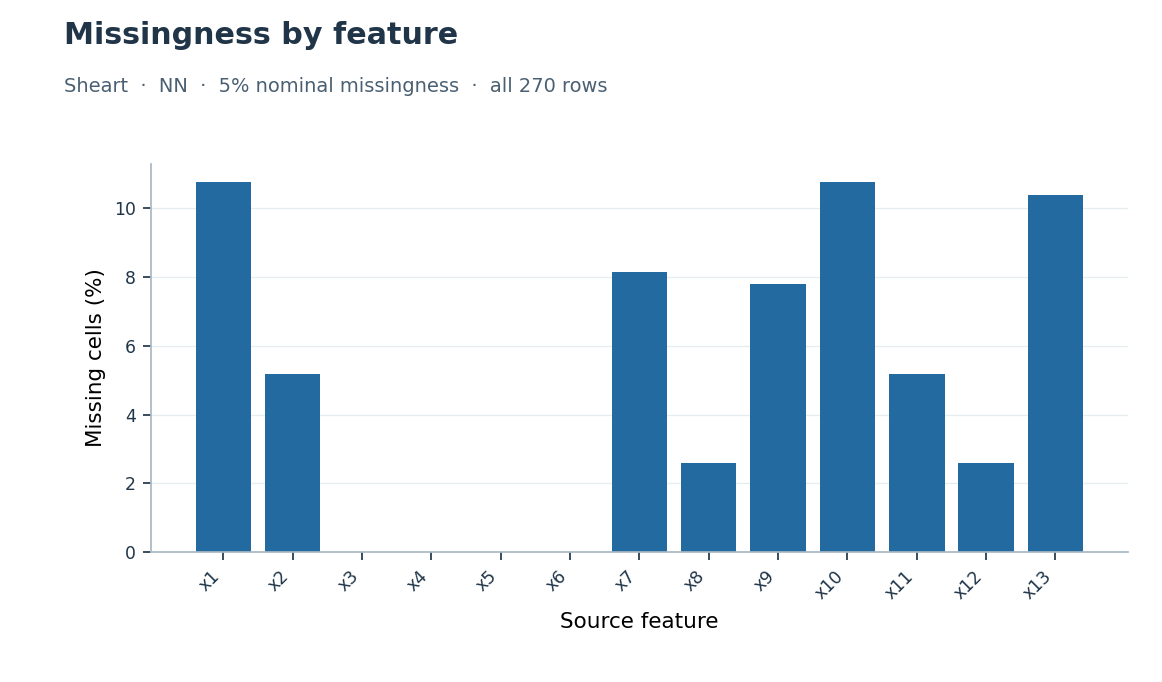 Missingness by feature
Sheart · NN · 5% nominal missingness · all 270 rows
10
8
6
4
2
0
Missing cells (%)
x1 x2 x3 x4 x5 x6 x7 x8 x9 x10 x11 x12 x13
Source feature